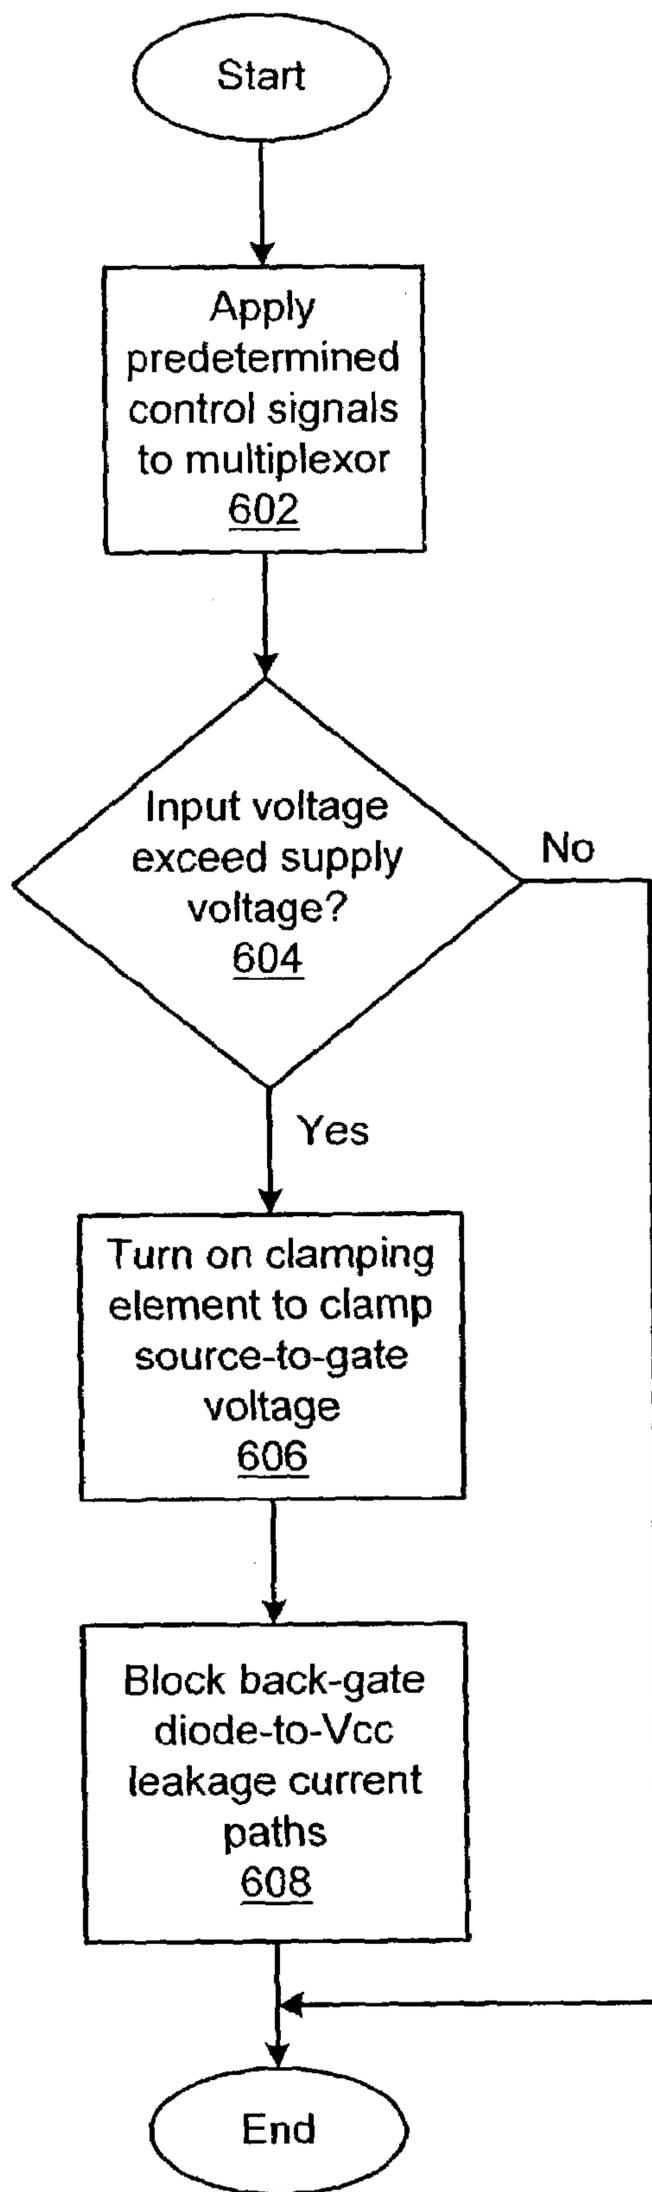 Start
Apply
predetermined
control signals
to multiplexor
602
Input voltage
exceed supply
voltage?
604
No
Yes
Turn on clamping
element to clamp
source-to-gate
voltage
606
Block back-gate
diode-to-Vcc
leakage current
paths
608
End